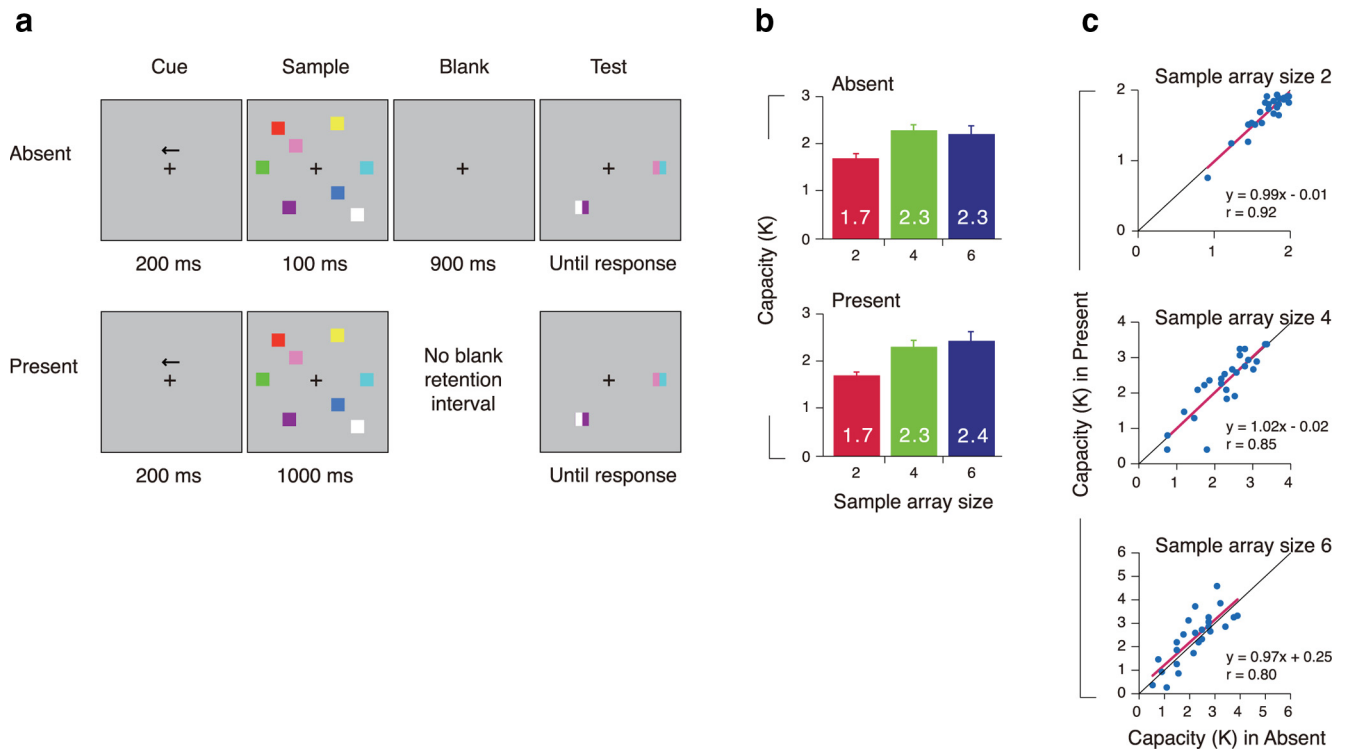 a
Cue
Sample
Blank
Test
Absent
200 ms
100 ms
900 ms
Until response
Present
No blank
retention
interval
200 ms
1000 ms
Until response
b
Capacity (K)
Absent
3
2
1
0
1.7
2.3
2.3
2
4
6
Present
3
2
1
0
1.7
2.3
2.4
2
4
6
Sample array size
c
Capacity (K) in Present
Sample array size 2
2
1
0
y = 0.99x - 0.01
r = 0.92
0
1
2
Sample array size 4
4
3
2
1
0
y = 1.02x - 0.02
r = 0.85
0
1
2
3
4
Sample array size 6
6
5
4
3
2
1
0
y = 0.97x + 0.25
r = 0.80
0
1
2
3
4
5
6
Capacity (K) in Absent